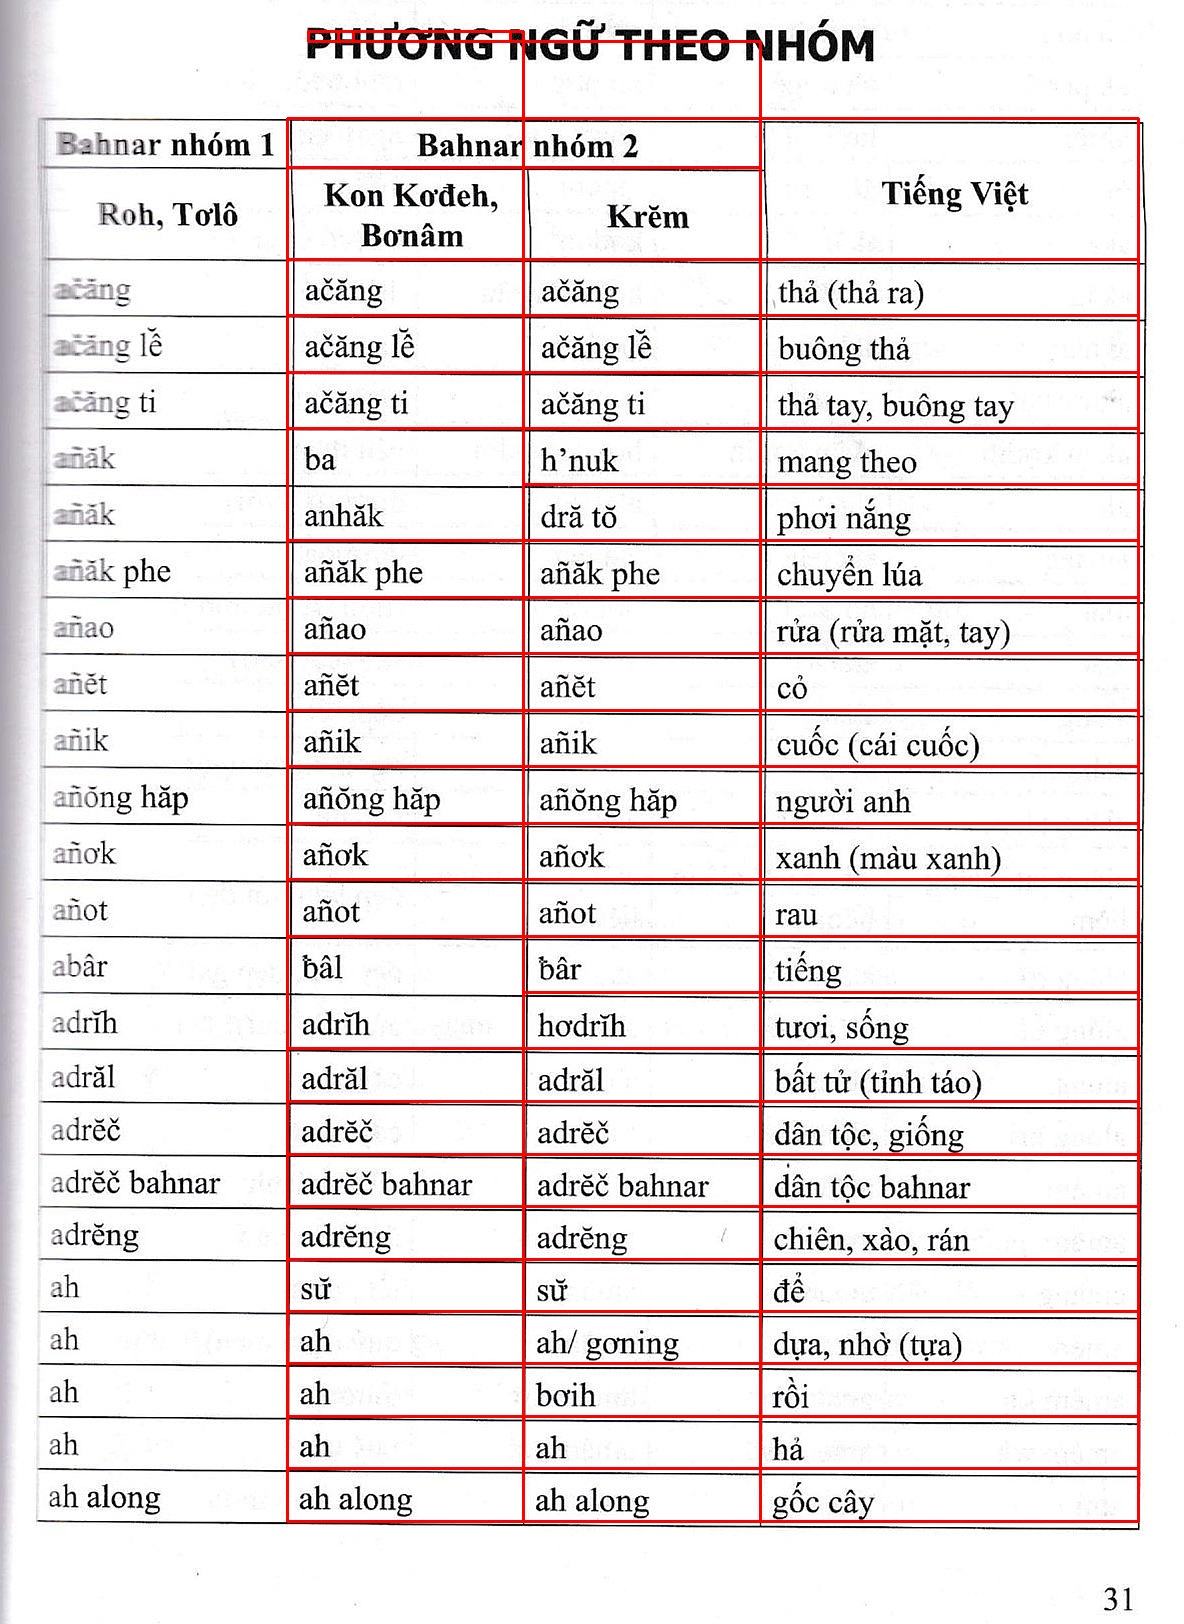 PHƯƠNG NGỮ THEO NHÓM
Bahnar nhóm 1 Bahnar nhóm 2 Tiếng Việt
Roh, Tơlô Kon Kơđeh, Bơnâm Krĕm
ačăng ačăng ačăng thả (thả ra)
ačăng lê̆ ačăng lê̆ ačăng lê̆ buông thả
ačăng ti ačăng ti ačăng ti thả tay, buông tay
añăk ba h’nuk mang theo
añăk anhăk dră tŏ phơi nắng
añăk phe añăk phe añăk phe chuyển lúa
añao añao añao rửa (rửa mặt, tay)
añĕt añĕt añĕt cỏ
añik añik añik cuốc (cái cuốc)
añŏng hăp añŏng hăp añŏng hăp người anh
añơk añơk añơk xanh (màu xanh)
añot añot añot rau
abâr ƀâl ƀâr tiếng
adrĭh adrĭh hơdrĭh tươi, sống
adrăl adrăl adrăl bất tử (tỉnh táo)
adrĕč adrĕč adrĕč dân tộc, giống
adrĕč bahnar adrĕč bahnar adrĕč bahnar dân tộc bahnar
adrĕng adrĕng adrĕng chiên, xào, rán
ah sư̆ sư̆ để
ah ah ah/ gơning dựa, nhờ (tựa)
ah ah bơih rồi
ah ah ah hả
ah along ah along ah along gốc cây
31